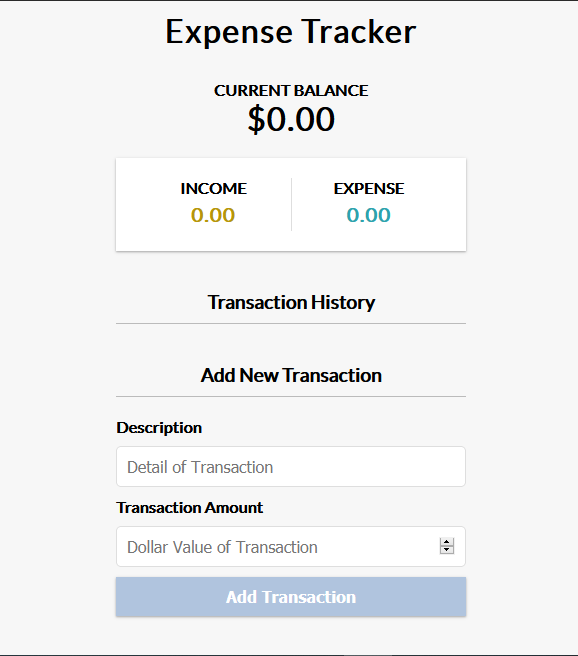 Expense Tracker
CURRENT BALANCE
$0.00
INCOME EXPENSE
0.00 0.00
Transaction History
Add New Transaction
Description
Detail of Transaction
Transaction Amount
Dollar Value of Transaction
Add Transaction